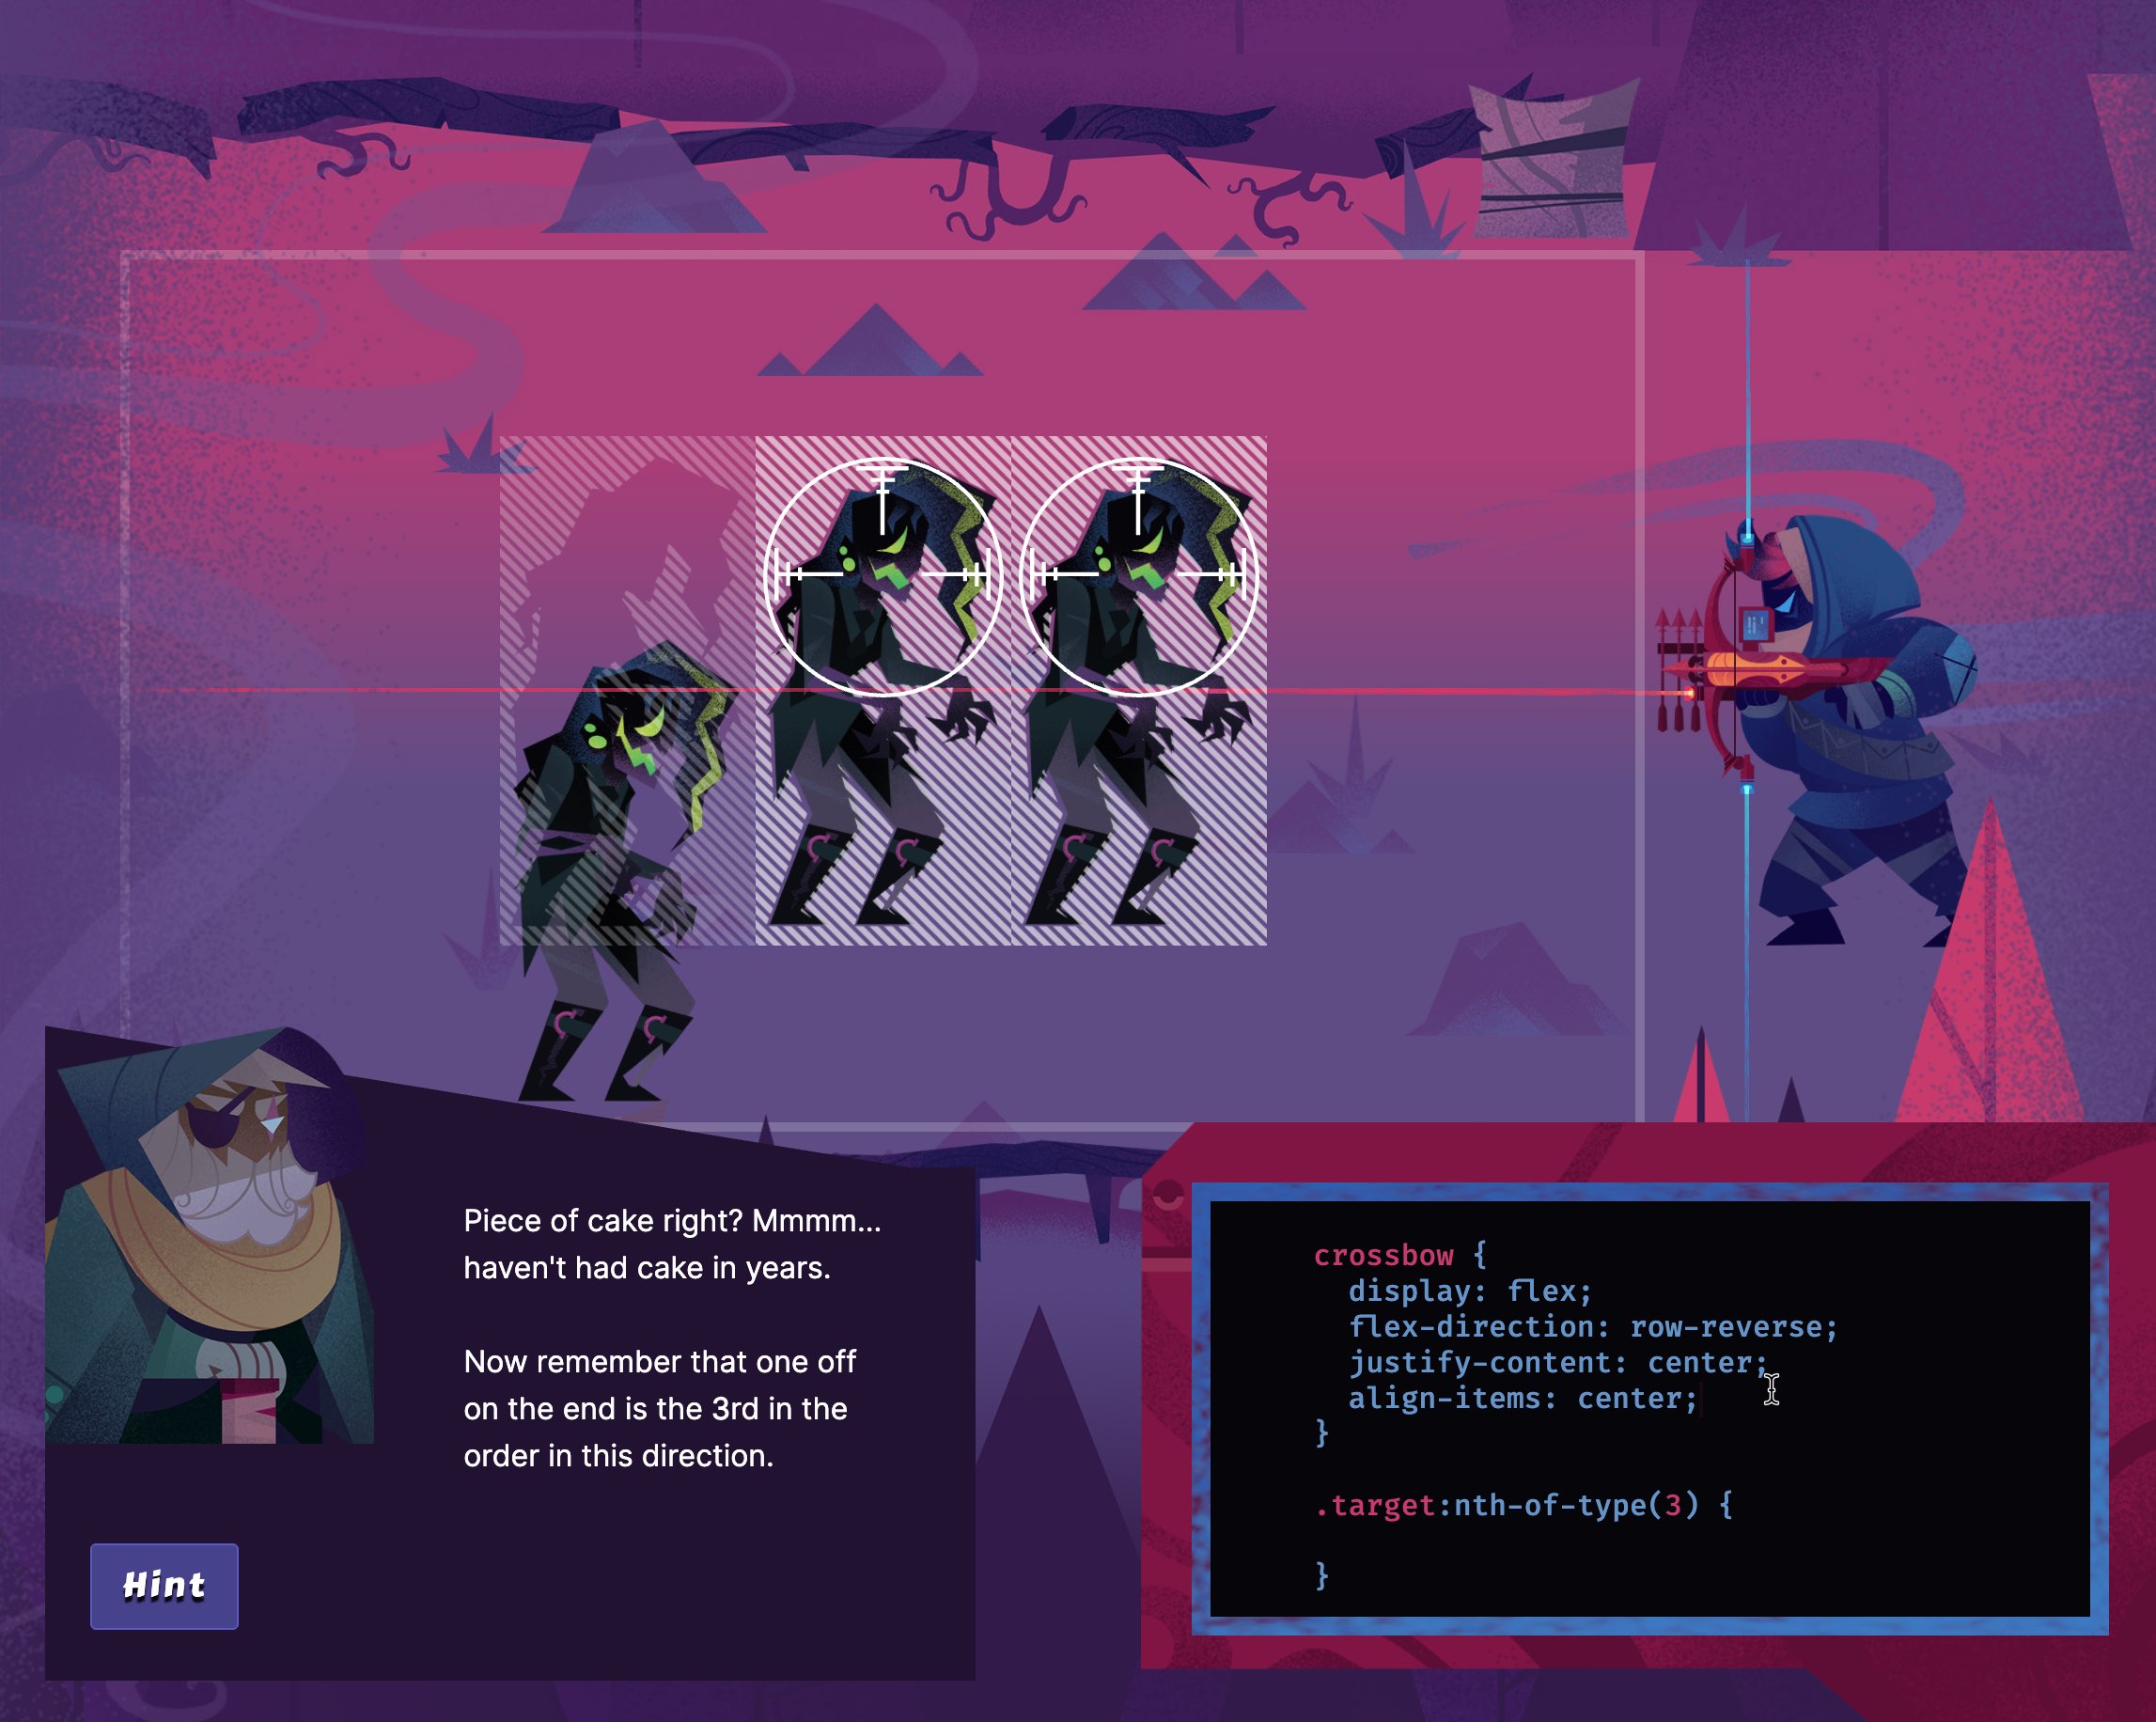 Piece of cake right? Mmmm...
haven't had cake in years.
Now remember that one off
on the end is the 3rd in the
order in this direction.
Hint
crossbow {
  display: flex;
  flex-direction: row-reverse;
  justify-content: center;
  align-items: center;
}
.target:nth-of-type(3) {
}